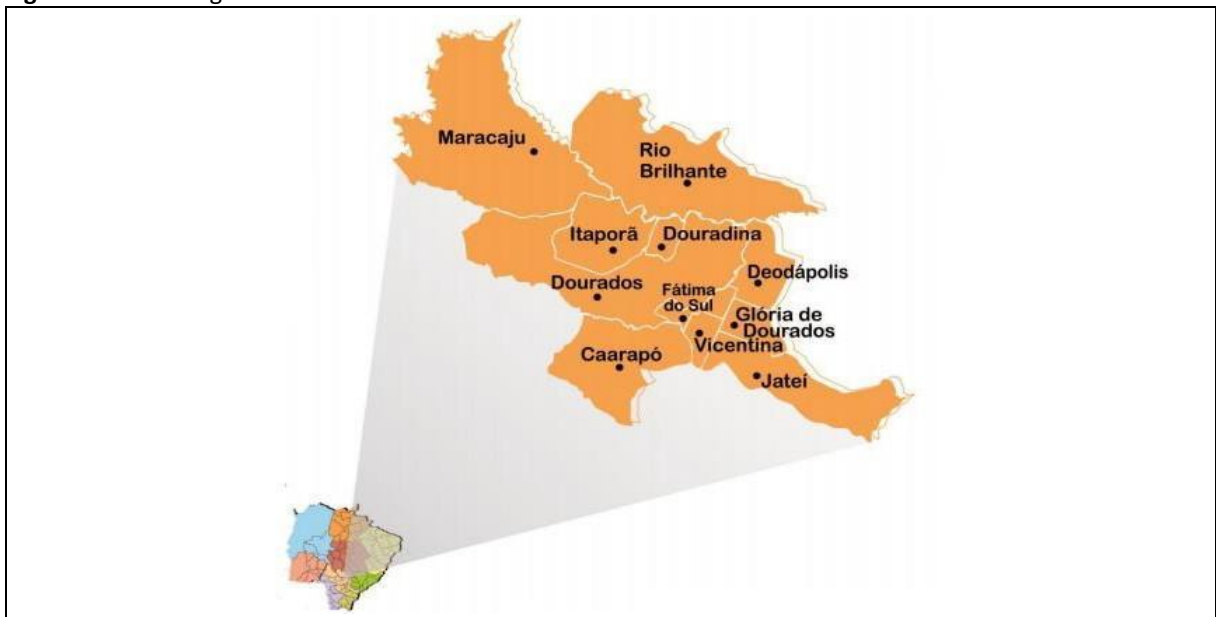 Maracaju
Rio
Brilhante
Itaporã
Douradina
Deodápolis
Dourados
Fátima
do Sul
Glória de
Dourados
Vicentina
Caarapó
Jateí